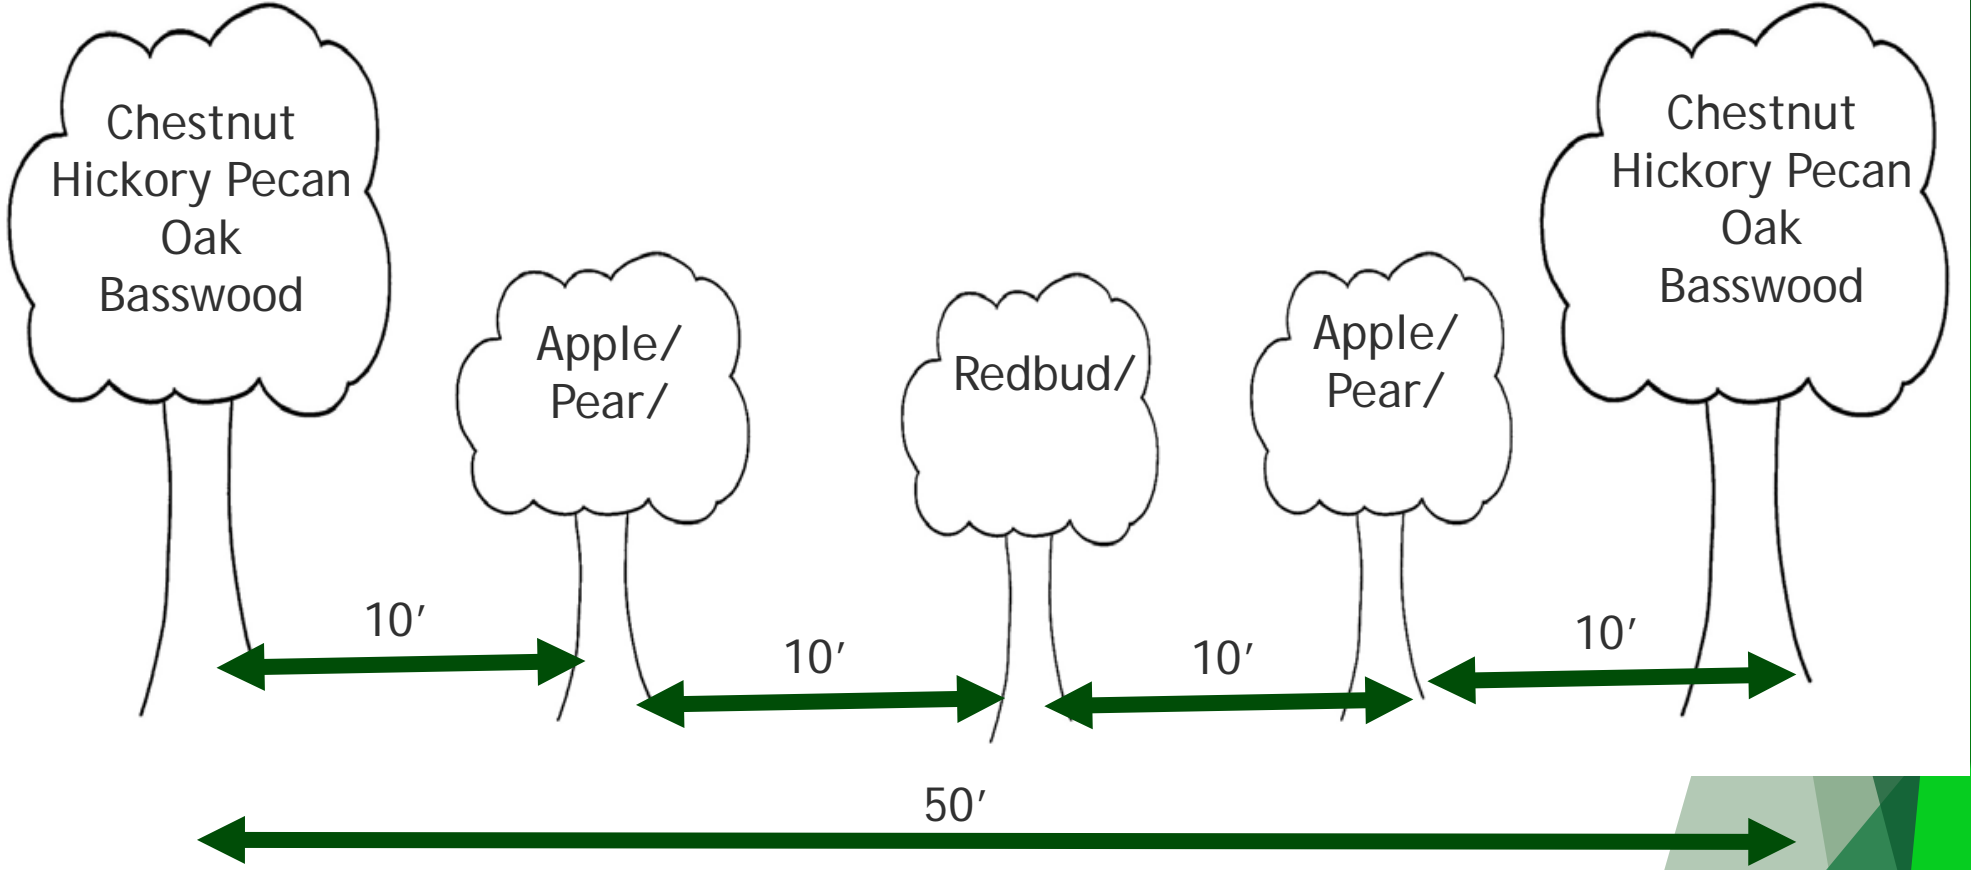 Chestnut
Hickory Pecan
Oak
Basswood
Apple/
Pear/
Redbud/
Apple/
Pear/
Chestnut
Hickory Pecan
Oak
Basswood
10′
10′
10′
10′
50′